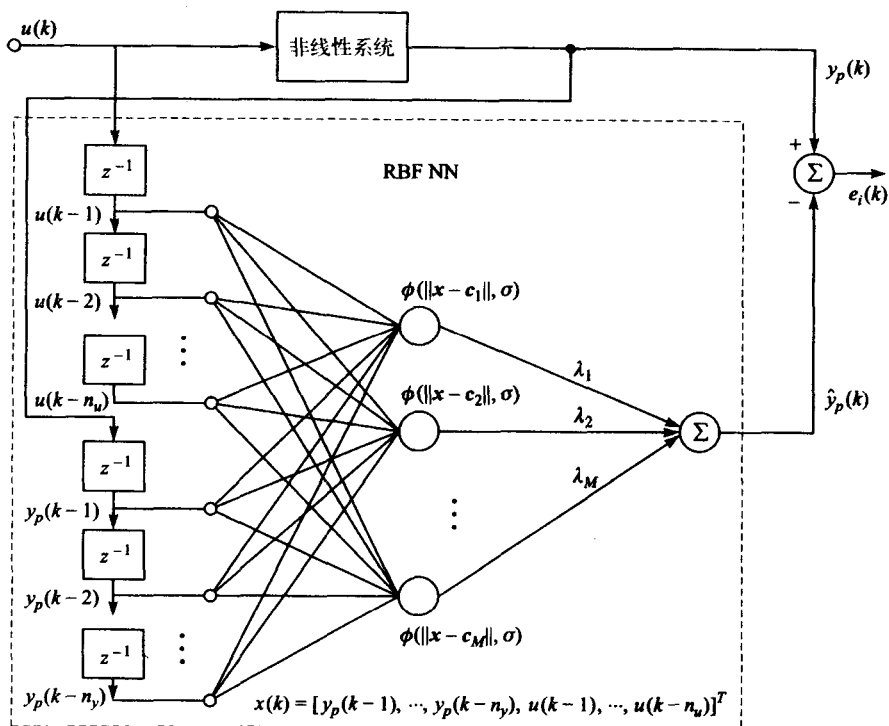 u(k)
非线性系统
y_p(k)
RBF NN
+
Σ
−
e_i(k)
z^{-1}
u(k − 1)
z^{-1}
u(k − 2)
z^{-1}
⋮
u(k − n_u)
z^{-1}
y_p(k − 1)
z^{-1}
y_p(k − 2)
z^{-1}
⋮
y_p(k − n_y)
ϕ(||x − c_1||, σ)
λ_1
ϕ(||x − c_2||, σ)
λ_2
Σ
ŷ_p(k)
λ_M
⋮
ϕ(||x − c_M||, σ)
x(k) = [y_p(k − 1), ⋯, y_p(k − n_y), u(k − 1), ⋯, u(k − n_u)]^T